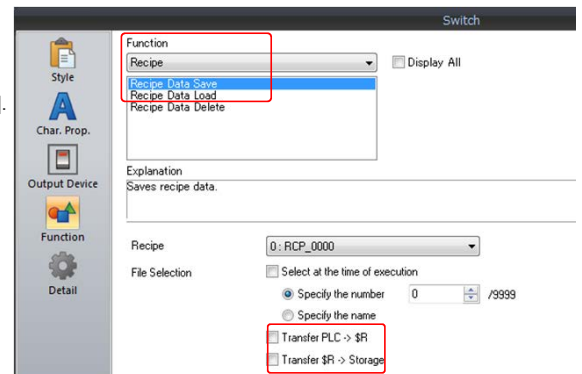 Switch
Function
Recipe
Display All
Recipe Data Save
Recipe Data Load
Recipe Data Delete
Style
Char. Prop.
Output Device
Function
Detail
].
Explanation
Saves recipe data.
Recipe
0 : RCP_0000
File Selection
Select at the time of execution
Specify the number 0 /9999
Specify the name
Transfer PLC -> $R
Transfer $R -> Storage